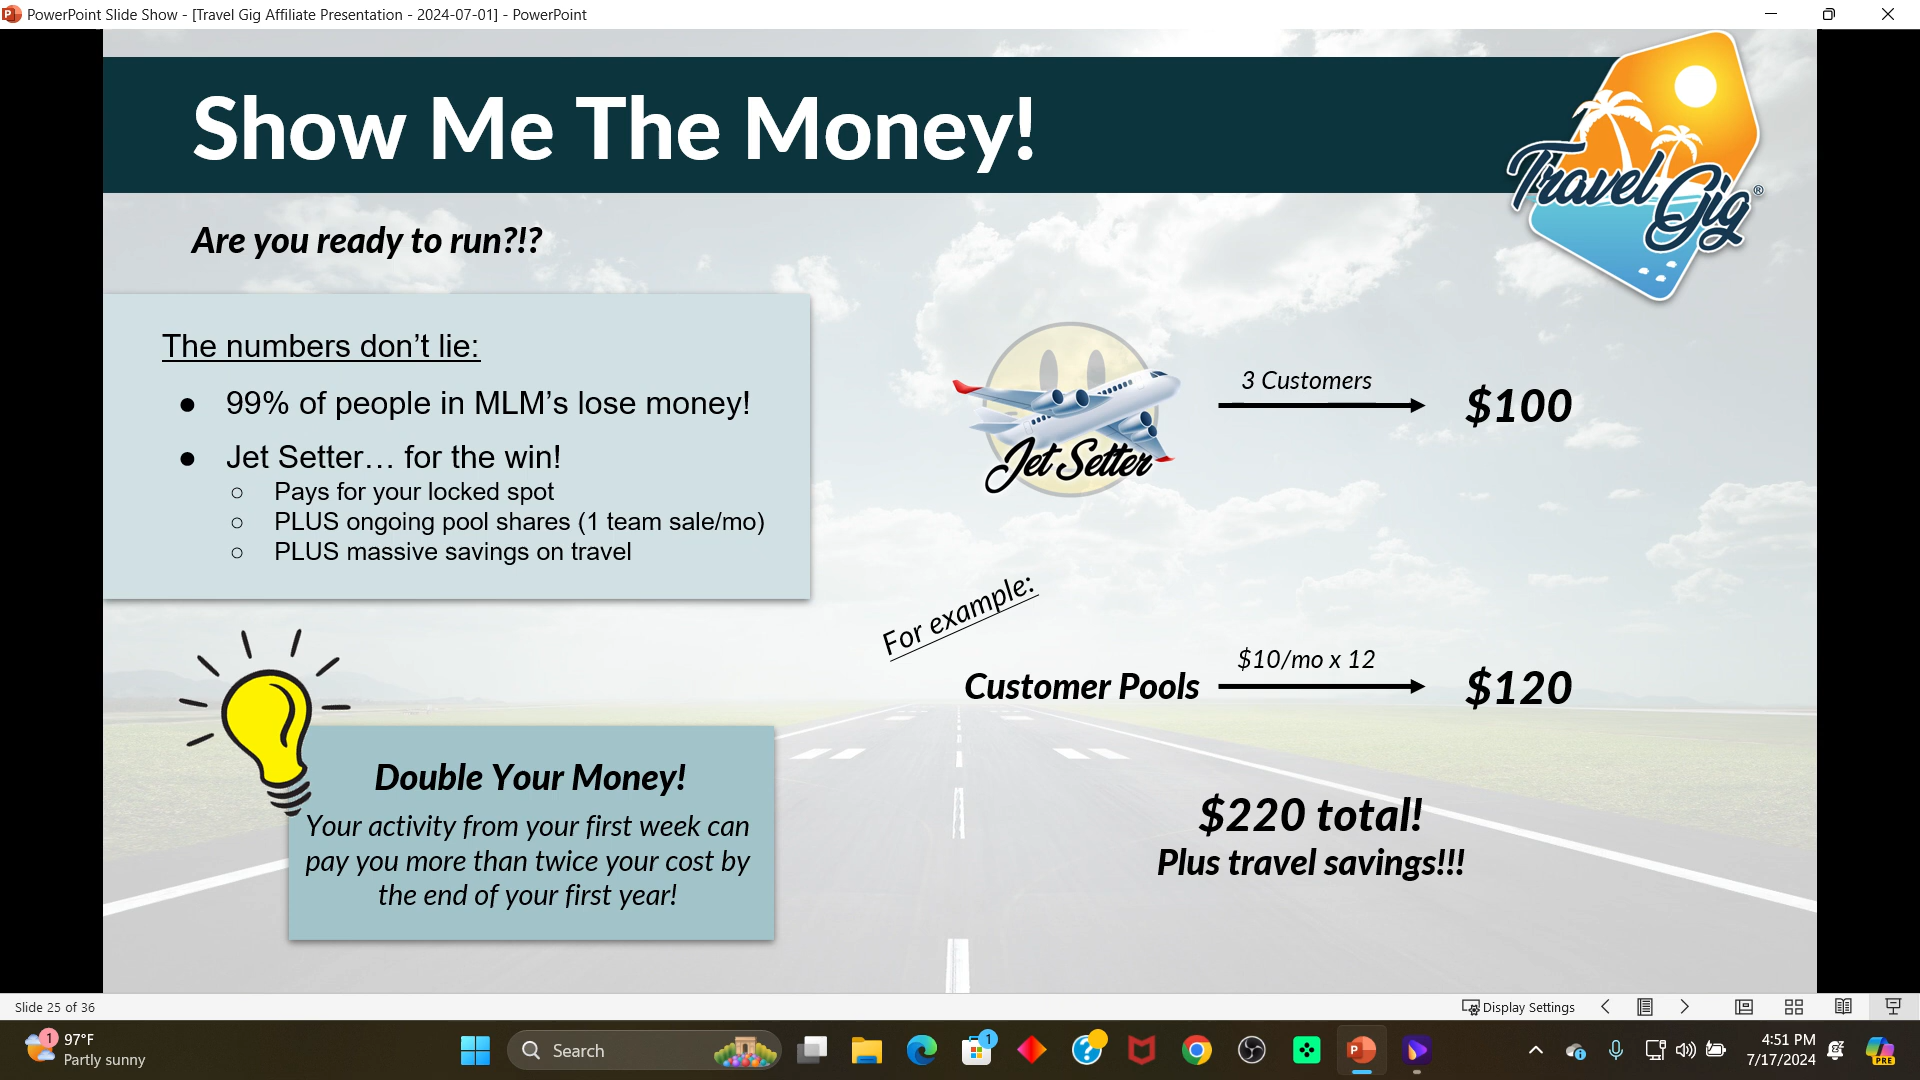 PowerPoint Slide Show - [Travel Gig Affiliate Presentation - 2024-07-01] - PowerPoint
Show Me The Money!
Travel Gig®
Are you ready to run?!?
The numbers don’t lie:
● 99% of people in MLM’s lose money!
● Jet Setter… for the win!
○ Pays for your locked spot
○ PLUS ongoing pool shares (1 team sale/mo)
○ PLUS massive savings on travel
Jet Setter
3 Customers
$100
For example:
Customer Pools
$10/mo x 12
$120
Double Your Money!
Your activity from your first week can
pay you more than twice your cost by
the end of your first year!
$220 total!
Plus travel savings!!!
Slide 25 of 36
Display Settings
1
97°F
Partly sunny
Search
1
4:51 PM
7/17/2024
PRE